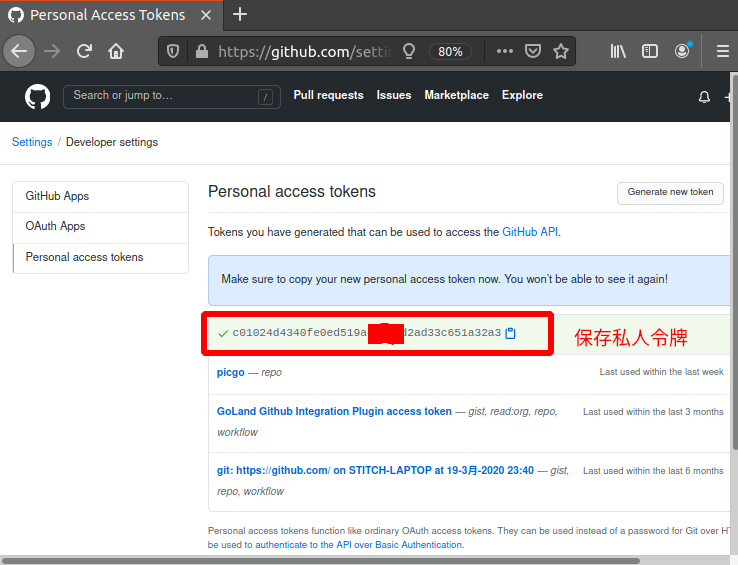 Personal Access Tokens
https://github.com/setti
80%
Search or jump to… /
Pull requests Issues Marketplace Explore
Settings / Developer settings
GitHub Apps
OAuth Apps
Personal access tokens
Personal access tokens
Generate new token
Tokens you have generated that can be used to access the GitHub API.
Make sure to copy your new personal access token now. You won't be able to see it again!
c01024d4340fe0ed519a d2ad33c651a32a3
保存私人令牌
picgo — repo
Last used within the last week
GoLand Github Integration Plugin access token — gist, read:org, repo,
workflow
Last used within the last 3 months
git: https://github.com/ on STITCH-LAPTOP at 19-3月-2020 23:40 — gist,
repo, workflow
Last used within the last 6 months
Personal access tokens function like ordinary OAuth access tokens. They can be used instead of a password for Git over HT
be used to authenticate to the API over Basic Authentication.